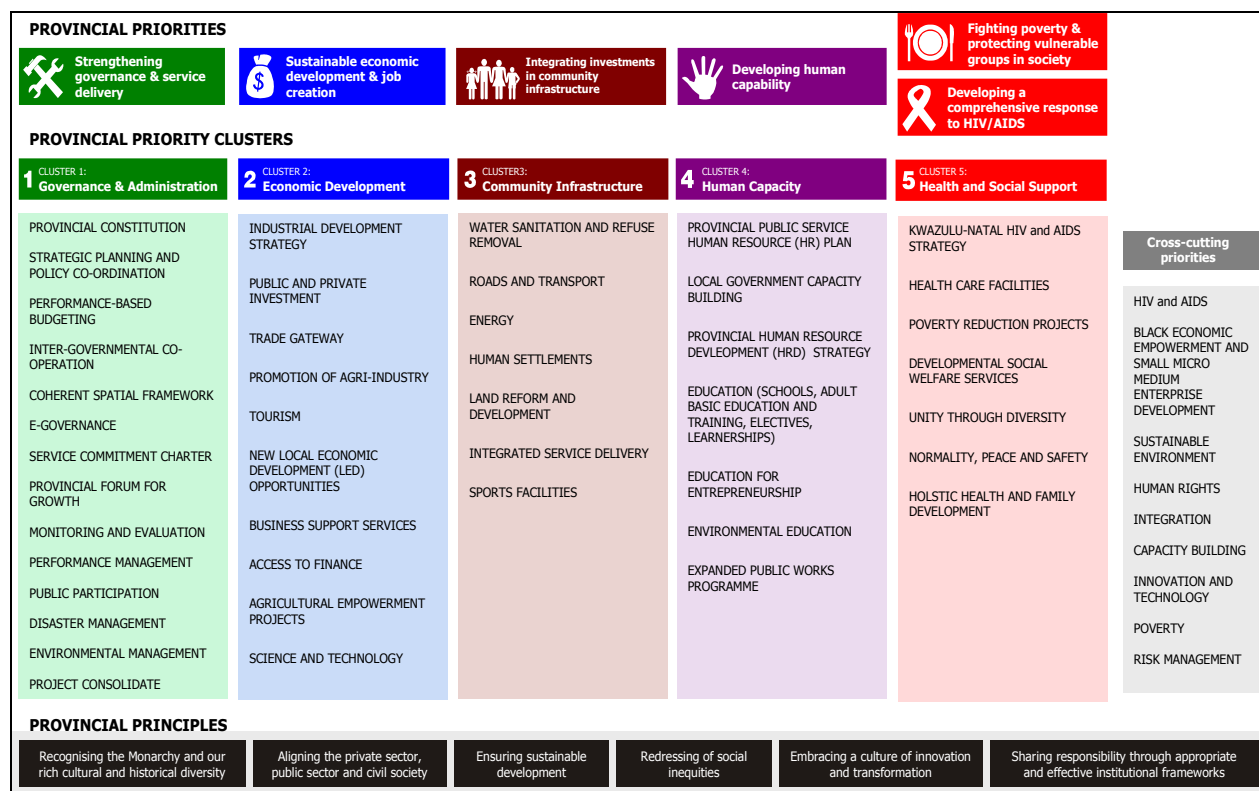 PROVINCIAL PRIORITIES
Strengthening
governance & service
delivery
$
Sustainable economic
development & job
creation
Integrating investments
in community
infrastructure
Developing human
capability
Fighting poverty &
protecting vulnerable
groups in society
Developing a
comprehensive response
to HIV/AIDS
PROVINCIAL PRIORITY CLUSTERS
1 CLUSTER 1:
Governance & Administration
2 CLUSTER 2:
Economic Development
3 CLUSTER3:
Community Infrastructure
4 CLUSTER 4:
Human Capacity
5 CLUSTER 5:
Health and Social Support
PROVINCIAL CONSTITUTION
STRATEGIC PLANNING AND
POLICY CO-ORDINATION
PERFORMANCE-BASED
BUDGETING
INTER-GOVERNMENTAL CO-
OPERATION
COHERENT SPATIAL FRAMEWORK
E-GOVERNANCE
SERVICE COMMITMENT CHARTER
PROVINCIAL FORUM FOR
GROWTH
MONITORING AND EVALUATION
PERFORMANCE MANAGEMENT
PUBLIC PARTICIPATION
DISASTER MANAGEMENT
ENVIRONMENTAL MANAGEMENT
PROJECT CONSOLIDATE
INDUSTRIAL DEVELOPMENT
STRATEGY
PUBLIC AND PRIVATE
INVESTMENT
TRADE GATEWAY
PROMOTION OF AGRI-INDUSTRY
TOURISM
NEW LOCAL ECONOMIC
DEVELOPMENT (LED)
OPPORTUNITIES
BUSINESS SUPPORT SERVICES
ACCESS TO FINANCE
AGRICULTURAL EMPOWERMENT
PROJECTS
SCIENCE AND TECHNOLOGY
WATER SANITATION AND REFUSE
REMOVAL
ROADS AND TRANSPORT
ENERGY
HUMAN SETTLEMENTS
LAND REFORM AND
DEVELOPMENT
INTEGRATED SERVICE DELIVERY
SPORTS FACILITIES
PROVINCIAL PUBLIC SERVICE
HUMAN RESOURCE (HR) PLAN
LOCAL GOVERNMENT CAPACITY
BUILDING
PROVINCIAL HUMAN RESOURCE
DEVLEOPMENT (HRD) STRATEGY
EDUCATION (SCHOOLS, ADULT
BASIC EDUCATION AND
TRAINING, ELECTIVES,
LEARNERSHIPS)
EDUCATION FOR
ENTREPRENEURSHIP
ENVIRONMENTAL EDUCATION
EXPANDED PUBLIC WORKS
PROGRAMME
KWAZULU-NATAL HIV and AIDS
STRATEGY
HEALTH CARE FACILITIES
POVERTY REDUCTION PROJECTS
DEVELOPMENTAL SOCIAL
WELFARE SERVICES
UNITY THROUGH DIVERSITY
NORMALITY, PEACE AND SAFETY
HOLSTIC HEALTH AND FAMILY
DEVELOPMENT
Cross-cutting
priorities
HIV and AIDS
BLACK ECONOMIC
EMPOWERMENT AND
SMALL MICRO
MEDIUM
ENTERPRISE
DEVELOPMENT
SUSTAINABLE
ENVIRONMENT
HUMAN RIGHTS
INTEGRATION
CAPACITY BUILDING
INNOVATION AND
TECHNOLOGY
POVERTY
RISK MANAGEMENT
PROVINCIAL PRINCIPLES
Recognising the Monarchy and our
rich cultural and historical diversity
Aligning the private sector,
public sector and civil society
Ensuring sustainable
development
Redressing of social
inequities
Embracing a culture of innovation
and transformation
Sharing responsibility through appropriate
and effective institutional frameworks